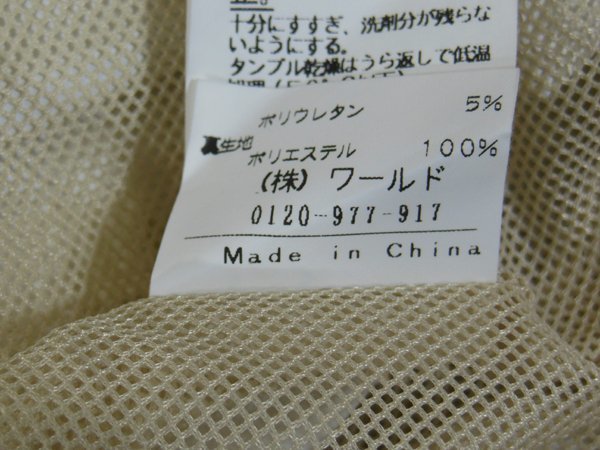 十分にすすぎ、洗剤分が残らな
いようにする。
タンブル乾燥はうら返しで低温
ポリウレタン 5%
裏生地 ポリエステル 100%
(株) ワールド
0120-977-917
Made in China